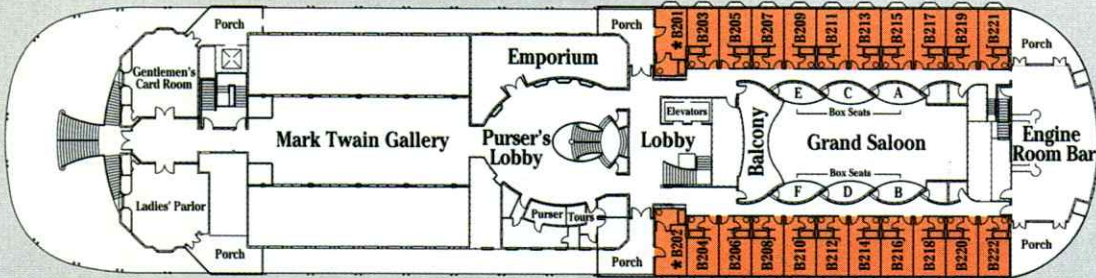 Porch
Porch
★B201
B203
B205
B207
B209
B211
B213
B215
B217
B219
B221
Porch
Gentlemen's
Card Room
Emporium
Elevators
E
C
A
Box Seats
Mark Twain Gallery
Purser's
Lobby
Lobby
Balcony
Grand Saloon
Engine
Room Bar
Box Seats
F
D
B
Ladies' Parlor
Purser
Tours
Porch
Porch
★B202
B204
B206
B208
B210
B212
B214
B216
B218
B220
B222
Porch